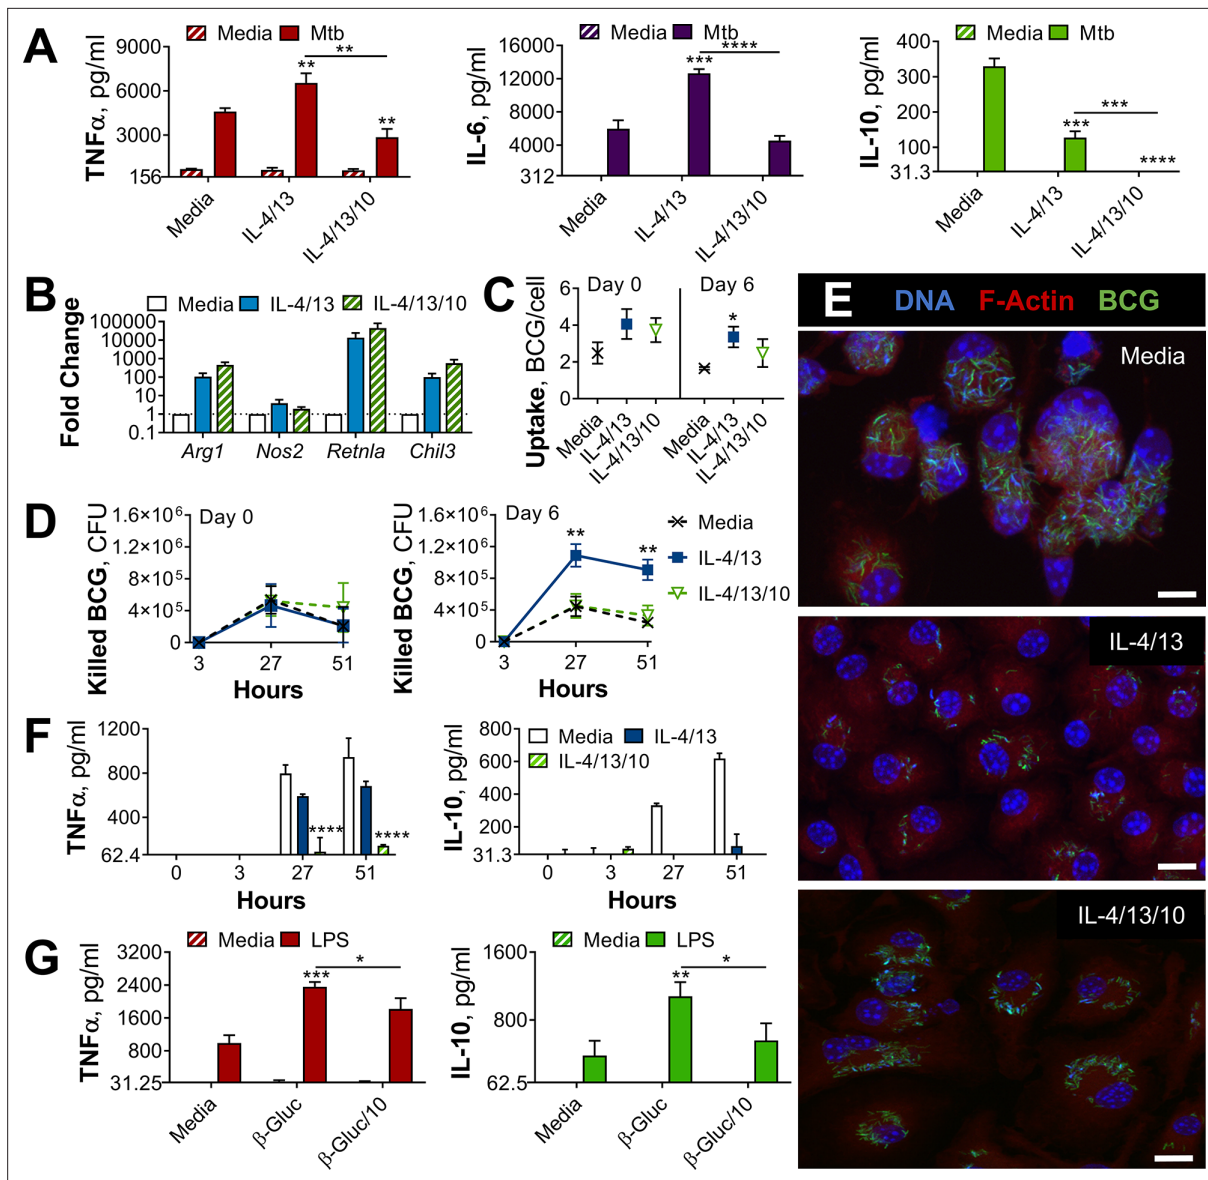 A
Media Mtb
TNFα, pg/ml
9000
6000
3000
156
**
**
**
Media
IL-4/13
IL-4/13/10
Media Mtb
IL-6, pg/ml
16000
12000
8000
4000
312
***
****
Media
IL-4/13
IL-4/13/10
Media Mtb
IL-10, pg/ml
400
300
200
100
31.3
***
***
****
Media
IL-4/13
IL-4/13/10
B
Media IL-4/13 IL-4/13/10
Fold Change
100000
10000
1000
100
10
1
0.1
Arg1 Nos2 Retnla Chil3
C
Uptake, BCG/cell
6
4
2
0
Day 0 Day 6
*
Media
IL-4/13
IL-4/13/10
Media
IL-4/13
IL-4/13/10
D
Killed BCG, CFU
1.6×10⁶
1.2×10⁶
8×10⁵
4×10⁵
0
Day 0
3 27 51
Hours
Killed BCG, CFU
1.6×10⁶
1.2×10⁶
8×10⁵
4×10⁵
0
Day 6
** **
3 27 51
Hours
Media
IL-4/13
IL-4/13/10
E
DNA F-Actin BCG
Media
IL-4/13
IL-4/13/10
F
TNFα, pg/ml
1200
800
400
62.4
**** ****
0 3 27 51
Hours
IL-10, pg/ml
800
600
400
200
31.3
Media IL-4/13
IL-4/13/10
0 3 27 51
Hours
G
Media LPS
TNFα, pg/ml
3200
2400
1600
800
31.25
***
*
Media
β-Gluc
β-Gluc/10
Media LPS
IL-10, pg/ml
1600
800
62.5
**
*
Media
β-Gluc
β-Gluc/10